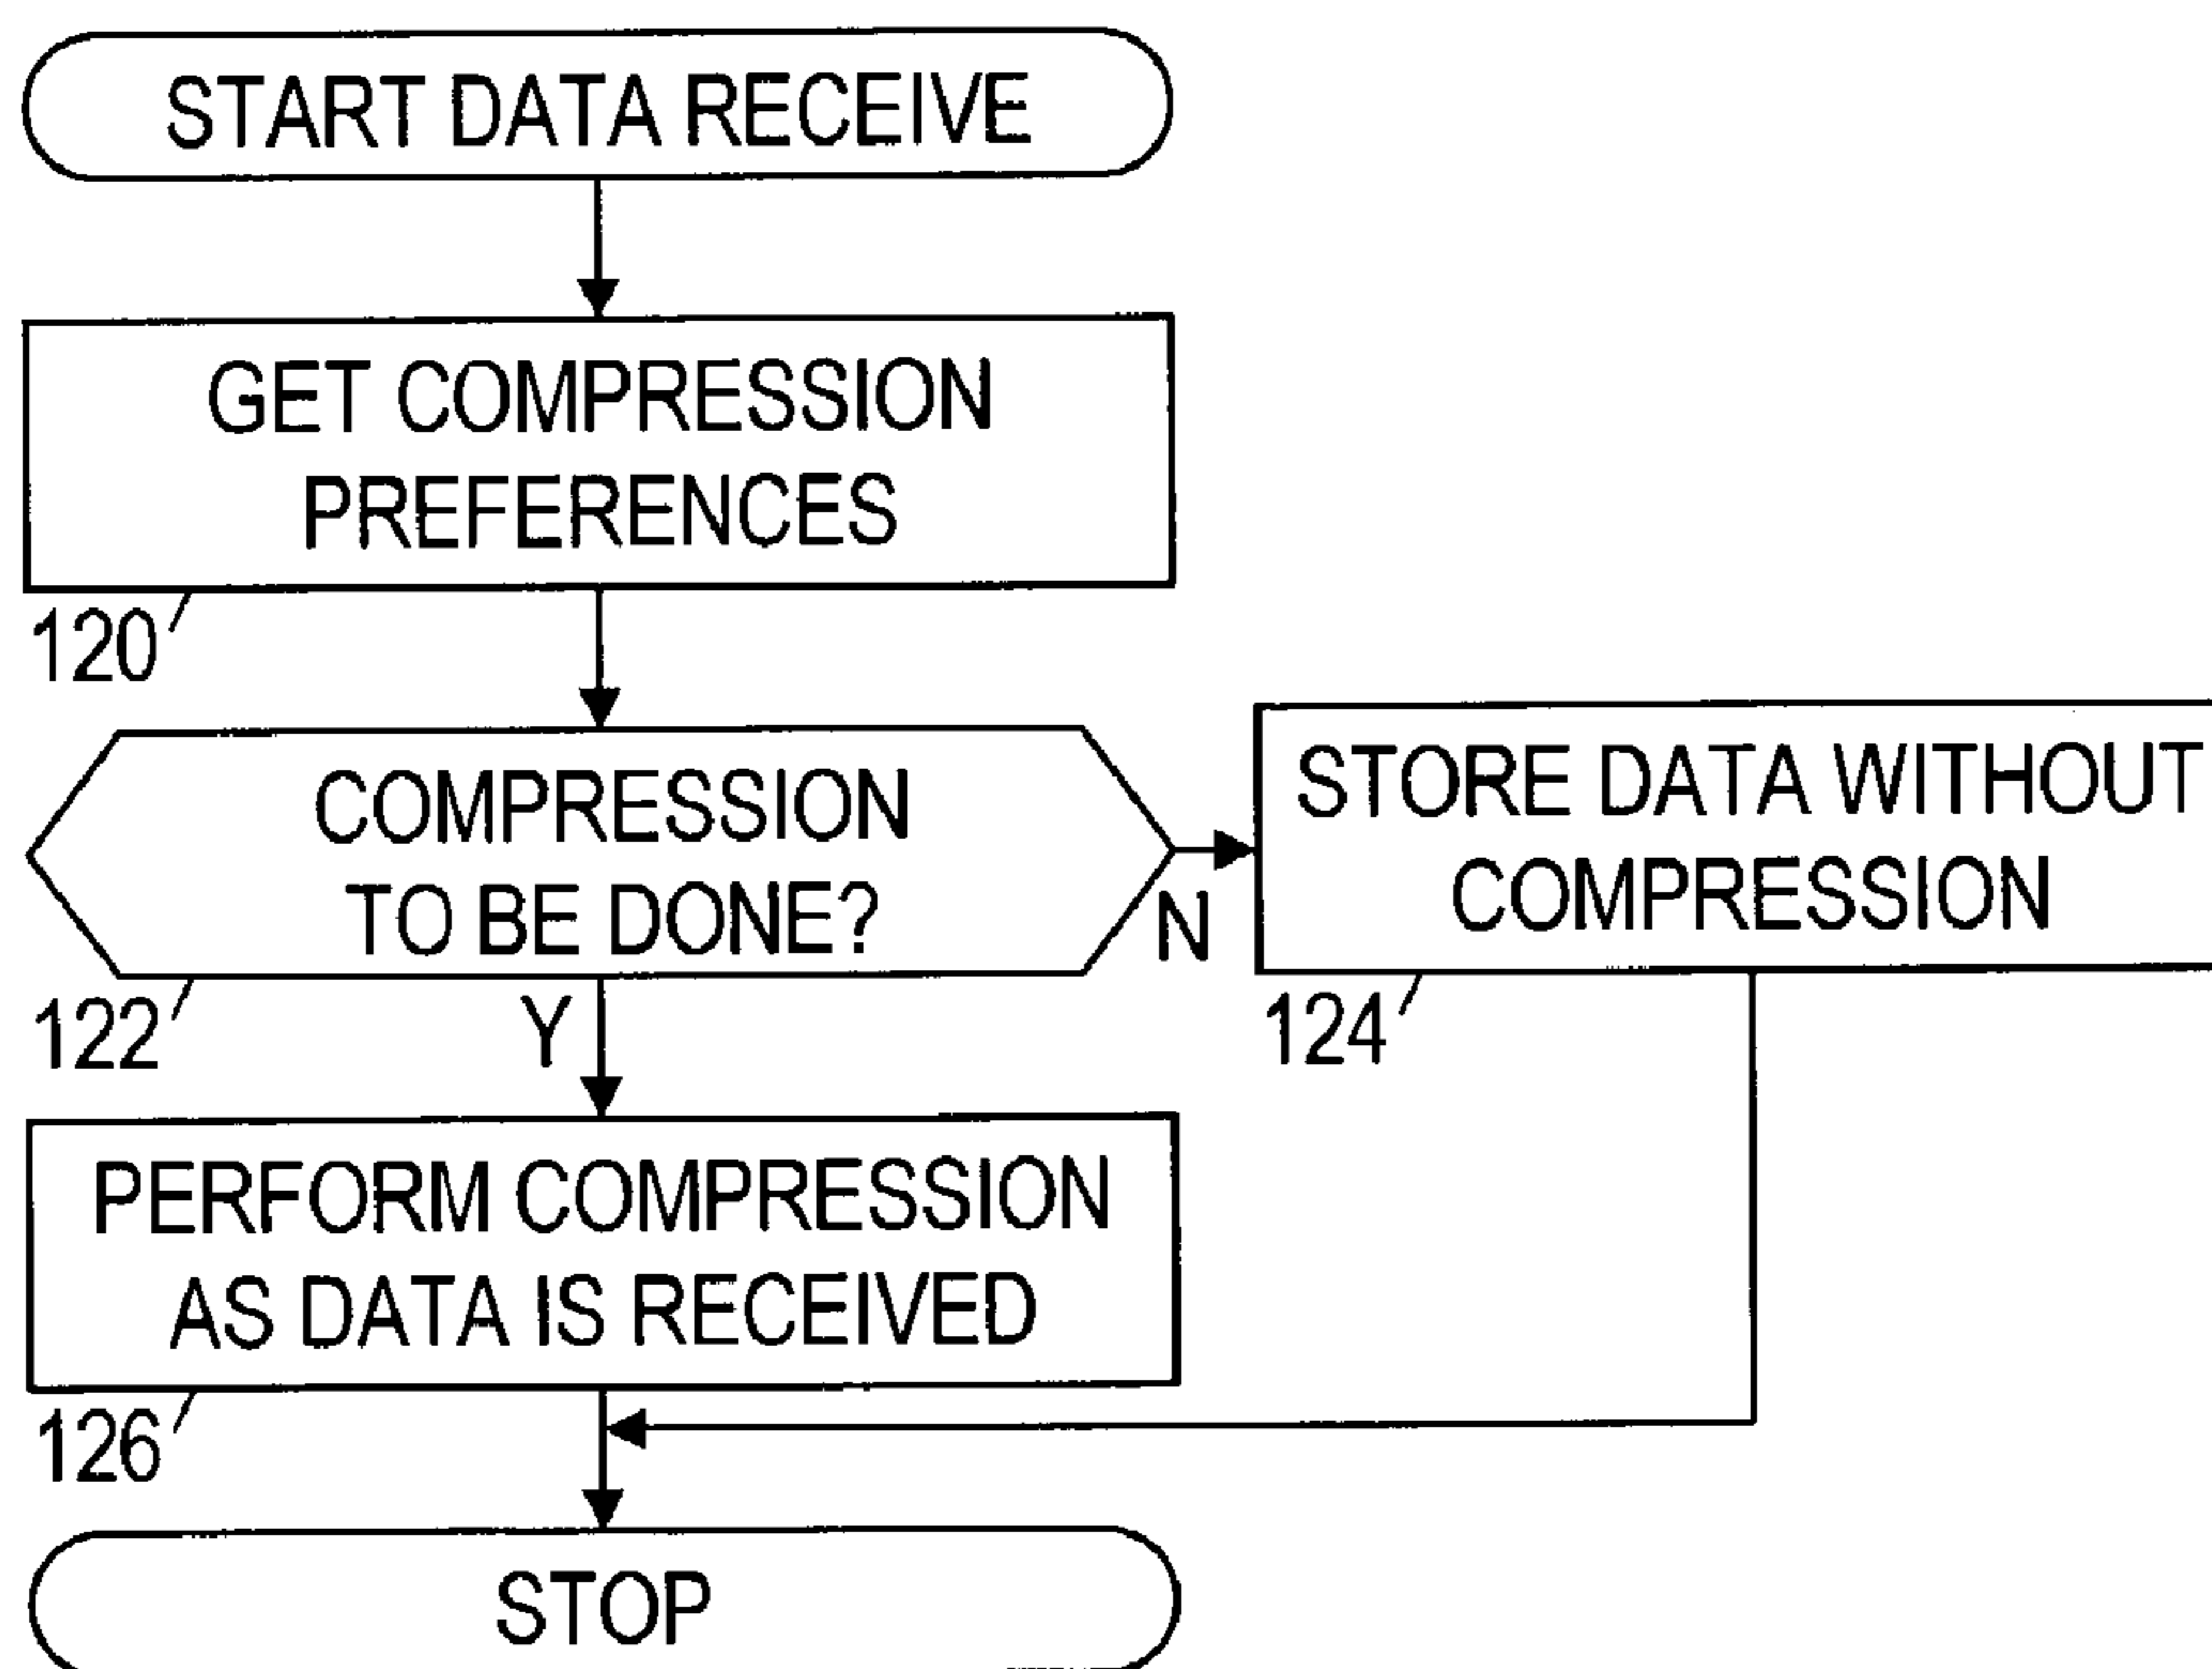 START DATA RECEIVE
GET COMPRESSION
PREFERENCES
120
COMPRESSION
TO BE DONE?
N
STORE DATA WITHOUT
COMPRESSION
122
Y
124
PERFORM COMPRESSION
AS DATA IS RECEIVED
126
STOP